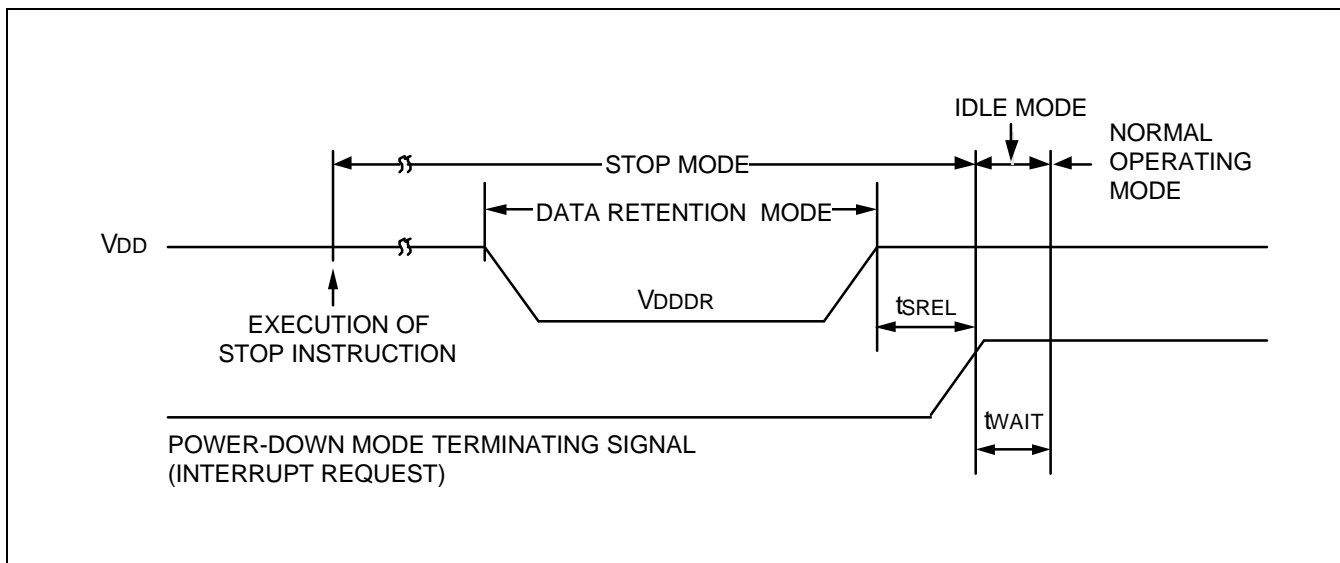 IDLE MODE
NORMAL
OPERATING
MODE
STOP MODE
DATA RETENTION MODE
VDD
VDDDR
tSREL
EXECUTION OF
STOP INSTRUCTION
tWAIT
POWER-DOWN MODE TERMINATING SIGNAL
(INTERRUPT REQUEST)